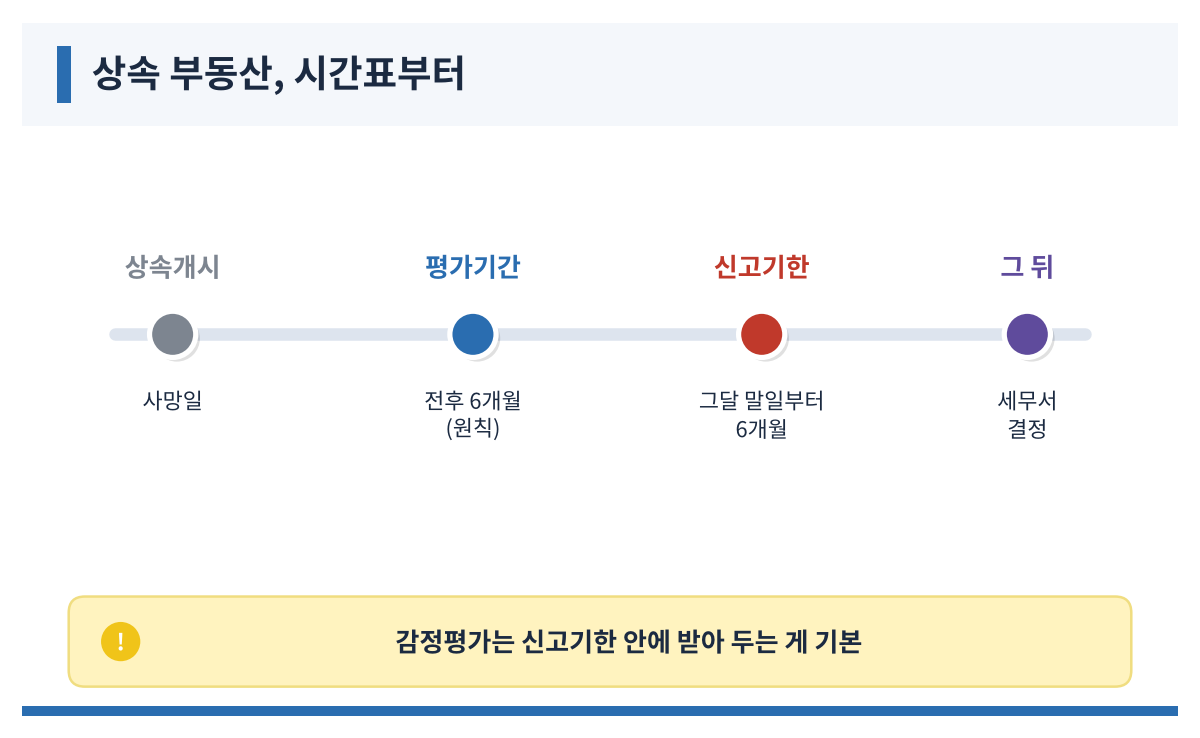 상속 부동산, 시간표부터
상속개시
평가기간
신고기한
그 뒤
사망일
전후 6개월
(원칙)
그달 말일부터
6개월
세무서
결정
!
감정평가는 신고기한 안에 받아 두는 게 기본